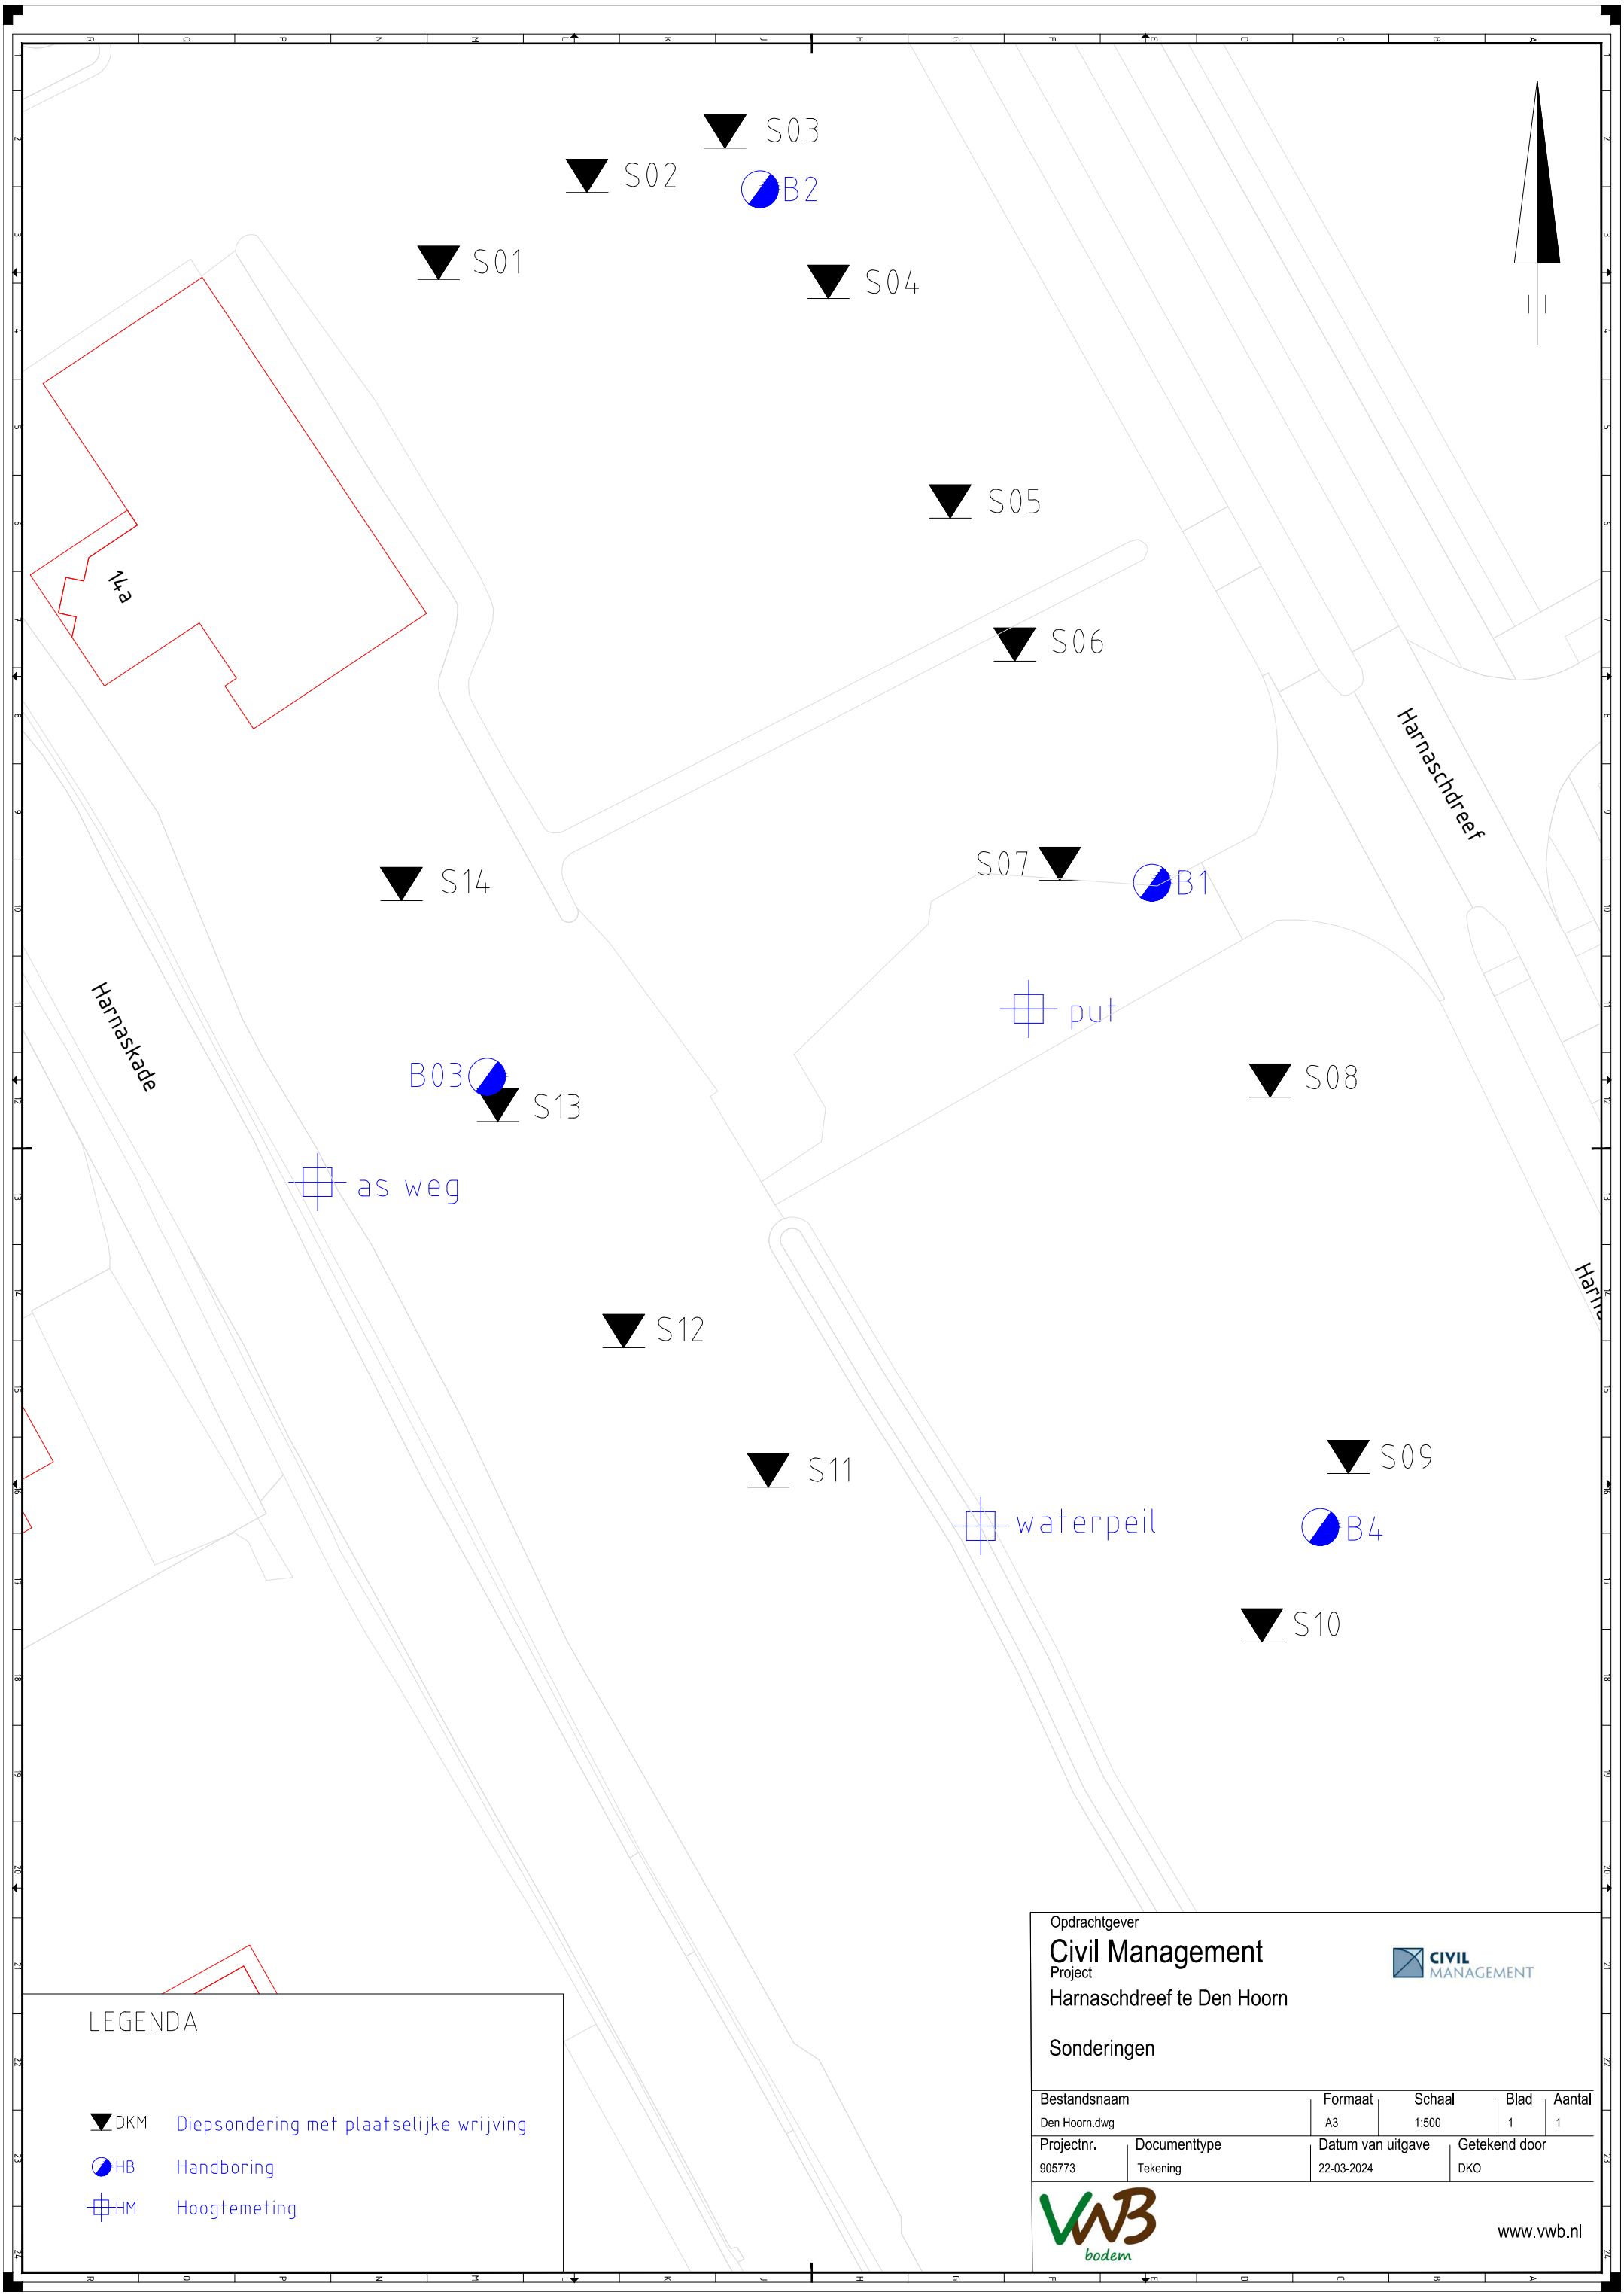 S03
S02
B2
S01
S04
S05
14a
S06
Harnaschdreef
S07
B1
S14
Harnaskade
put
B03
S13
S08
as weg
S12
S11
S09
waterpeil
B4
S10
LEGENDA
DKM Diepsondering met plaatselijke wrijving
HB Handboring
HM Hoogtemeting
Opdrachtgever
Civil Management
CIVIL
MANAGEMENT
Project
Harnaschdreef te Den Hoorn
Sonderingen
Bestandsnaam Formaat Schaal Blad Aantal
Den Hoorn.dwg A3 1:500 1 1
Projectnr. Documenttype Datum van uitgave Getekend door
905773 Tekening 22-03-2024 DKO
VWB
bodem
www.vwb.nl